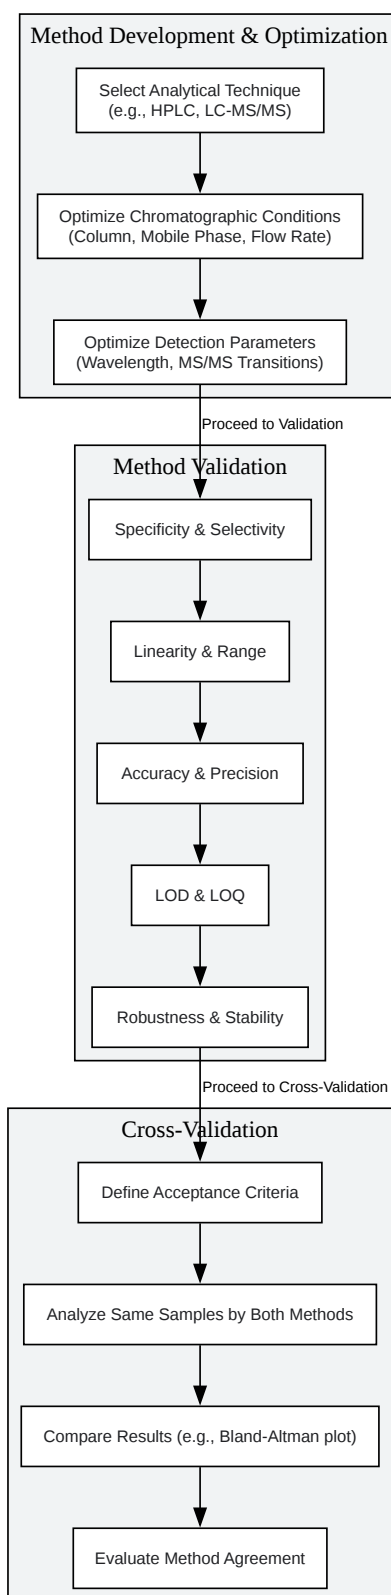 Method Development & Optimization
Select Analytical Technique
(e.g., HPLC, LC-MS/MS)
Optimize Chromatographic Conditions
(Column, Mobile Phase, Flow Rate)
Optimize Detection Parameters
(Wavelength, MS/MS Transitions)
Proceed to Validation
Method Validation
Specificity & Selectivity
Linearity & Range
Accuracy & Precision
LOD & LOQ
Robustness & Stability
Proceed to Cross-Validation
Cross-Validation
Define Acceptance Criteria
Analyze Same Samples by Both Methods
Compare Results (e.g., Bland-Altman plot)
Evaluate Method Agreement